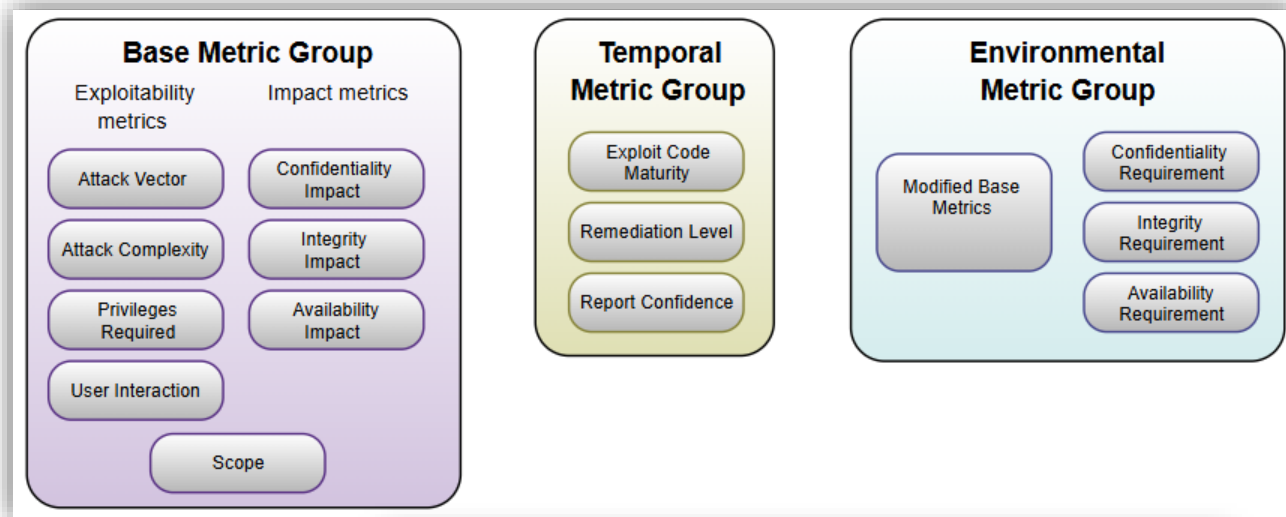 Base Metric Group
Exploitability
metrics
Impact metrics
Attack Vector
Attack Complexity
Privileges
Required
User Interaction
Confidentiality
Impact
Integrity
Impact
Availability
Impact
Scope
Temporal
Metric Group
Exploit Code
Maturity
Remediation Level
Report Confidence
Environmental
Metric Group
Modified Base
Metrics
Confidentiality
Requirement
Integrity
Requirement
Availability
Requirement